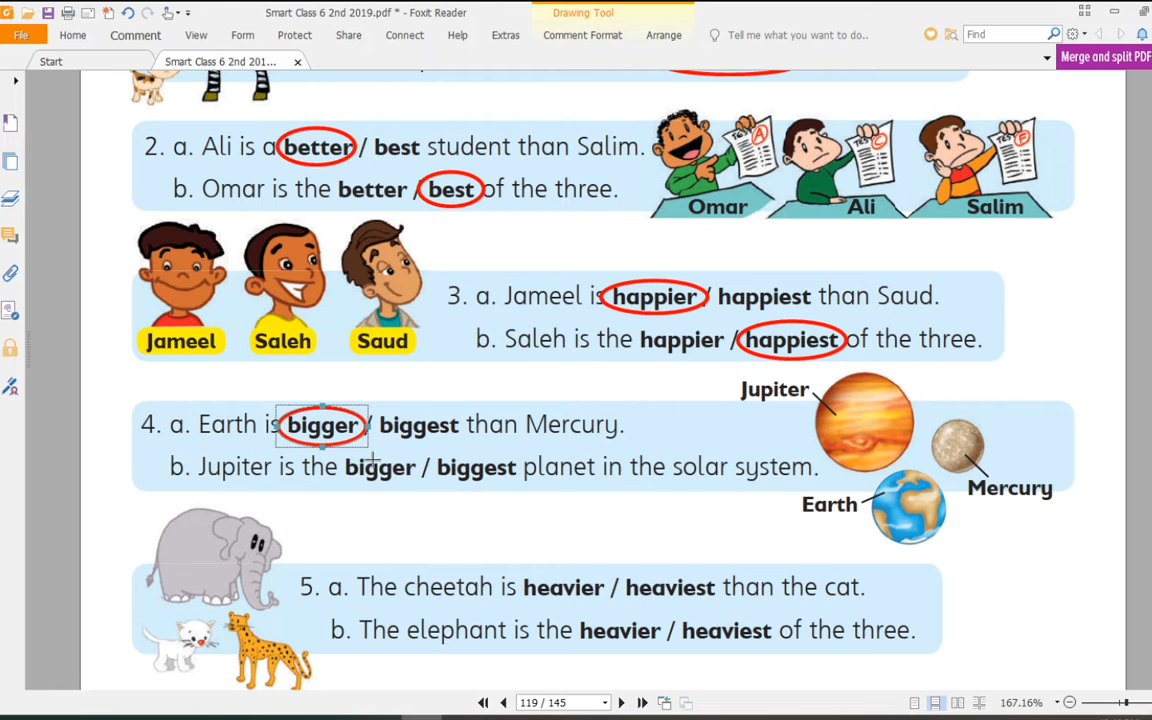 Smart Class 6 2nd 2019.pdf * - Foxit Reader
Drawing Tool
File Home Comment View Form Protect Share Connect Help Extras Comment Format Arrange Tell me what you want to do.. Find
Start Smart Class 6 2nd 201... Merge and split PDF
2. a. Ali is a better / best student than Salim.
b. Omar is the better / best of the three.
TES A
TES C
TES F
Omar Ali Salim
Jameel Saleh Saud
3. a. Jameel is happier / happiest than Saud.
b. Saleh is the happier / happiest of the three.
4. a. Earth is bigger / biggest than Mercury.
b. Jupiter is the bigger / biggest planet in the solar system.
Jupiter
Mercury
Earth
5. a. The cheetah is heavier / heaviest than the cat.
b. The elephant is the heavier / heaviest of the three.
119 / 145
167.16%